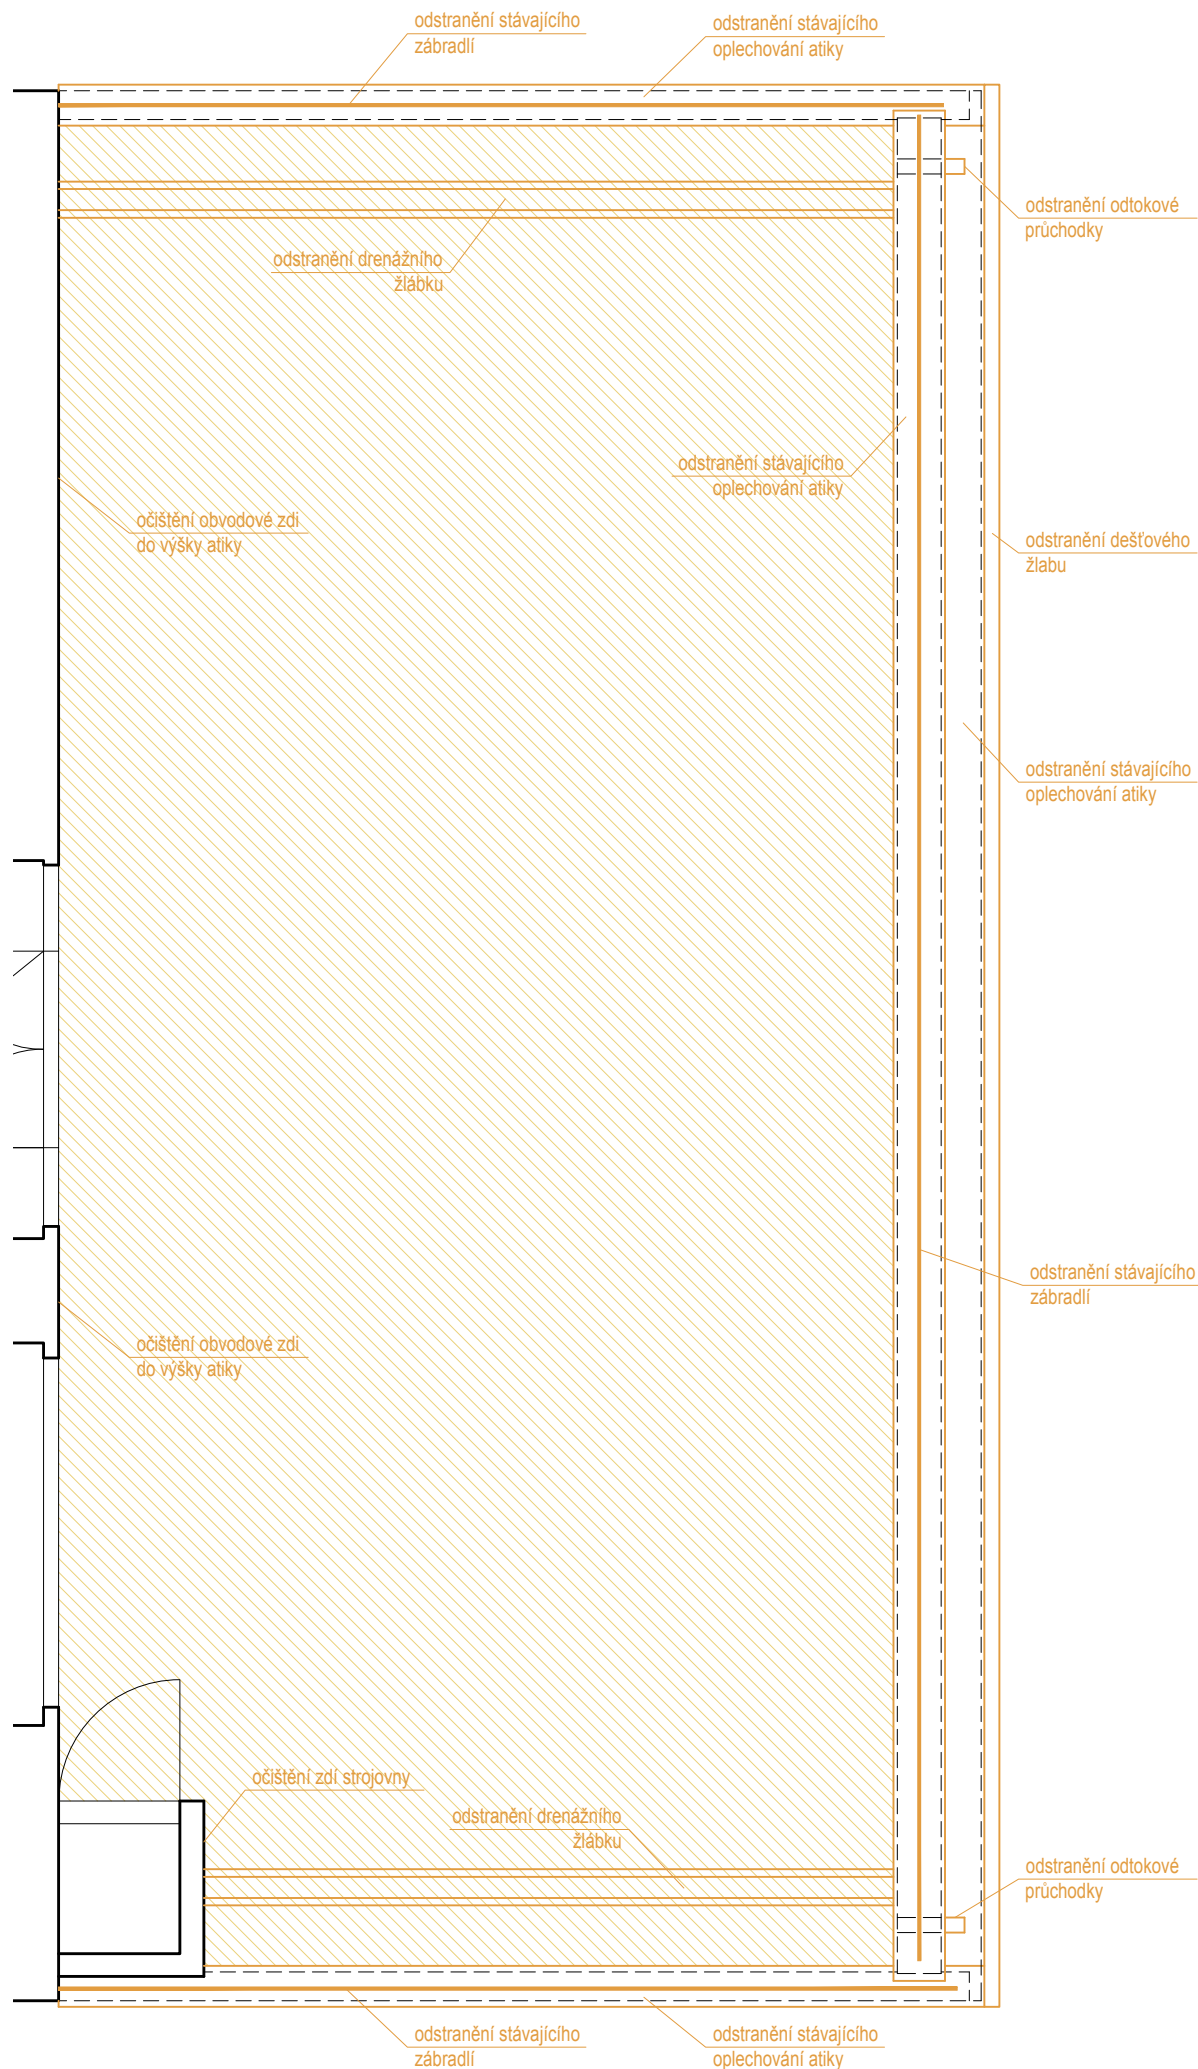 odstranění stávajícího
zábradlí
odstranění stávajícího
oplechování atiky
odstranění odtokové
průchodky
odstranění drenážního
žlábku
odstranění stávajícího
oplechování atiky
očištění obvodové zdi
do výšky atiky
odstranění dešťového
žlabu
odstranění stávajícího
oplechování atiky
odstranění stávajícího
zábradlí
očištění obvodové zdi
do výšky atiky
očištění zdí strojovny
odstranění drenážního
žlábku
odstranění odtokové
průchodky
odstranění stávajícího
zábradlí
odstranění stávajícího
oplechování atiky